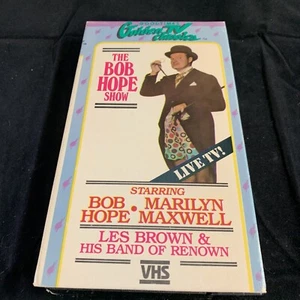 Golden TV Classics
THE
BOB
HOPE
SHOW
LIVE TV!
STARRING
BOB • MARILYN
HOPE MAXWELL
LES BROWN &
HIS BAND OF RENOWN
VHS